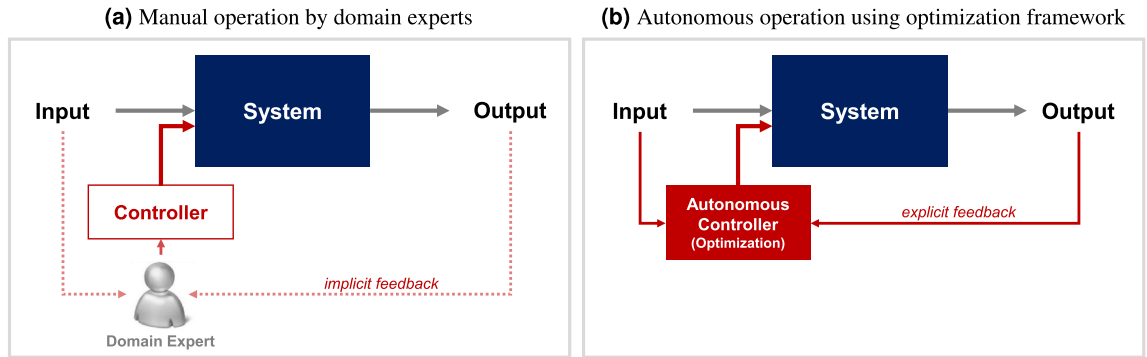 (a) Manual operation by domain experts
Input
System
Output
Controller
implicit feedback
Domain Expert
(b) Autonomous operation using optimization framework
Input
System
Output
Autonomous
Controller
(Optimization)
explicit feedback